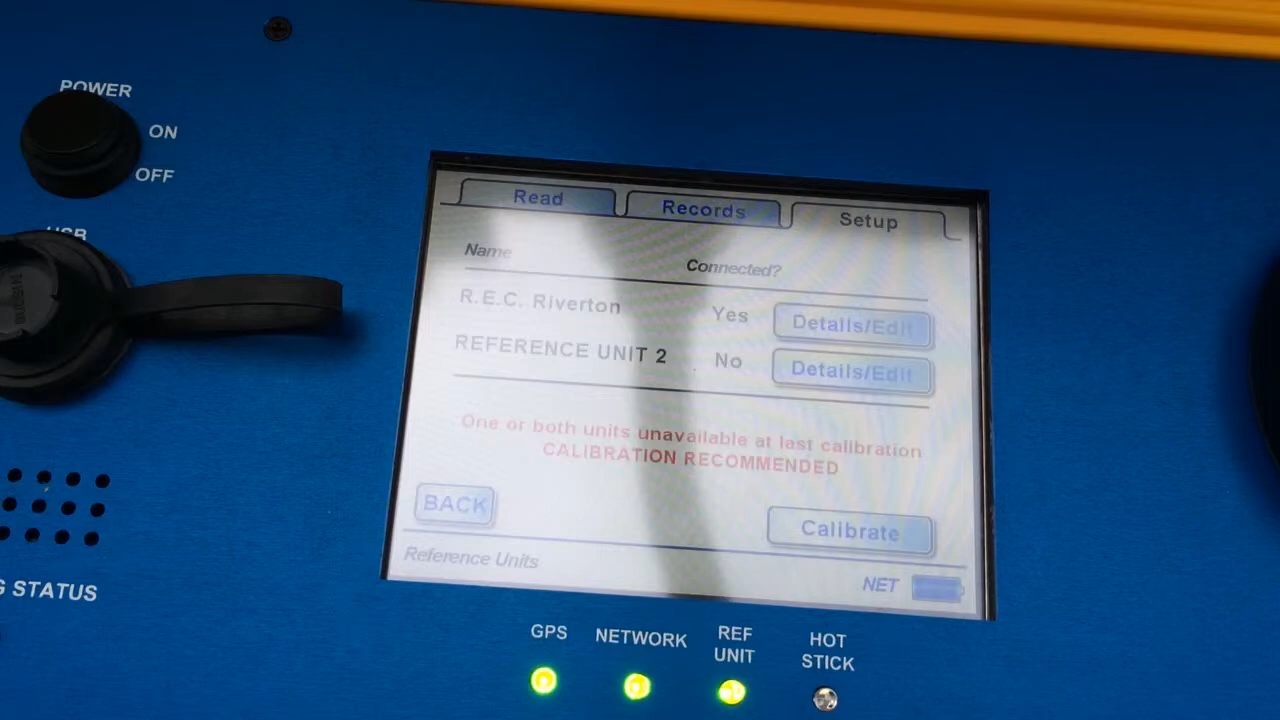 POWER
ON
OFF
USB
Read Records Setup
Name Connected?
R.E.C. Riverton Yes Details/Edit
REFERENCE UNIT 2 No Details/Edit
One or both units unavailable at last calibration
CALIBRATION RECOMMENDED
BACK Calibrate
Reference Units NET
STATUS
GPS NETWORK REF UNIT HOT STICK